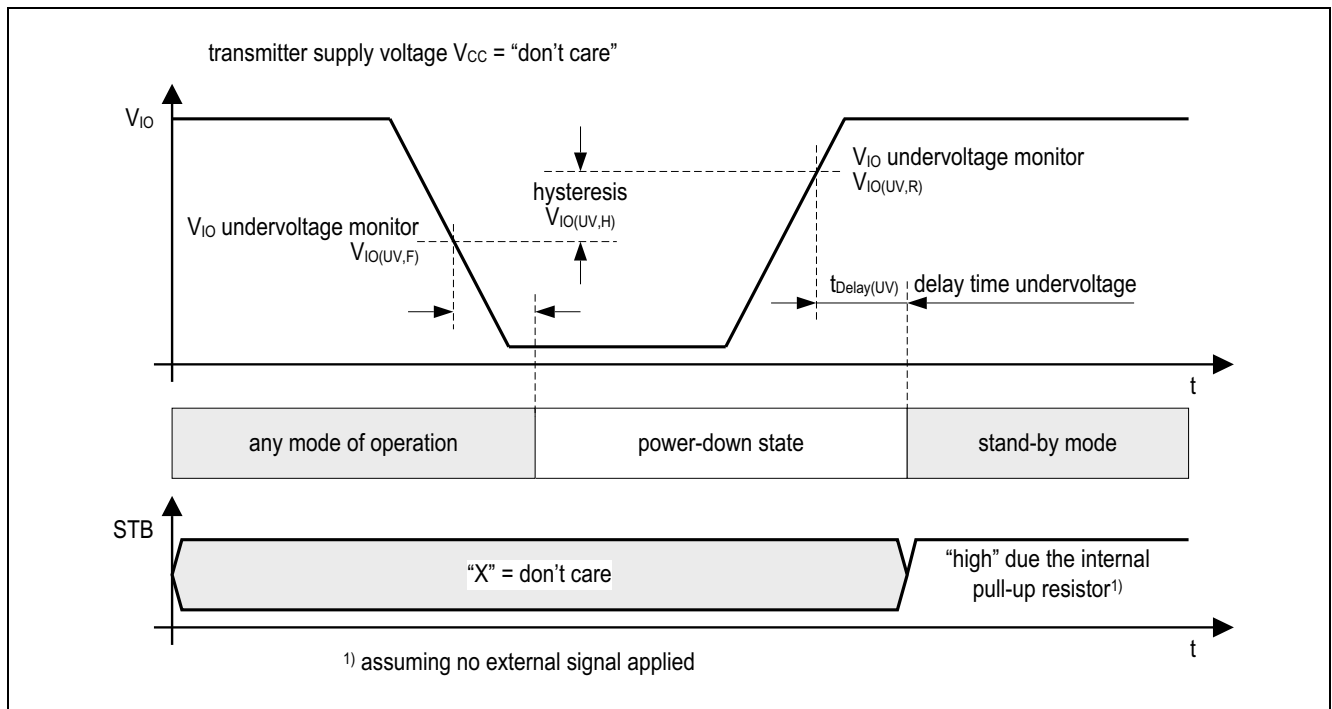 transmitter supply voltage VCC = “don’t care”
VIO
VIO undervoltage monitor
VIO(UV,F)
hysteresis
VIO(UV,H)
VIO undervoltage monitor
VIO(UV,R)
tDelay(UV) delay time undervoltage
t
any mode of operation
power-down state
stand-by mode
STB
“X” = don’t care
“high” due the internal
pull-up resistor1)
t
1) assuming no external signal applied